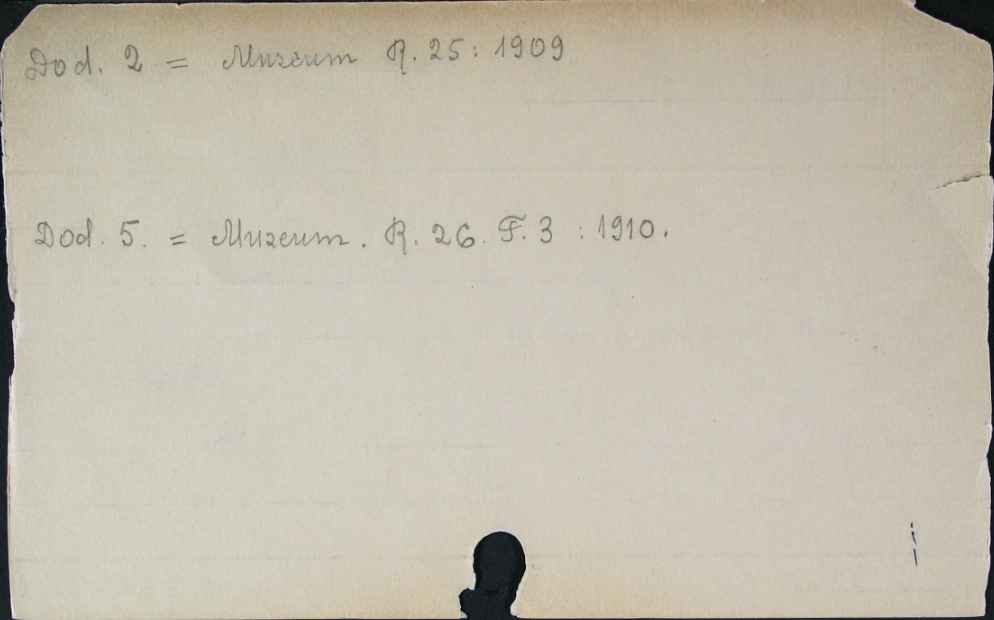 Dod. 2 = Muzeum R. 25: 1909
Dod. 5. = Muzeum. R. 26. F. 3 : 1910.